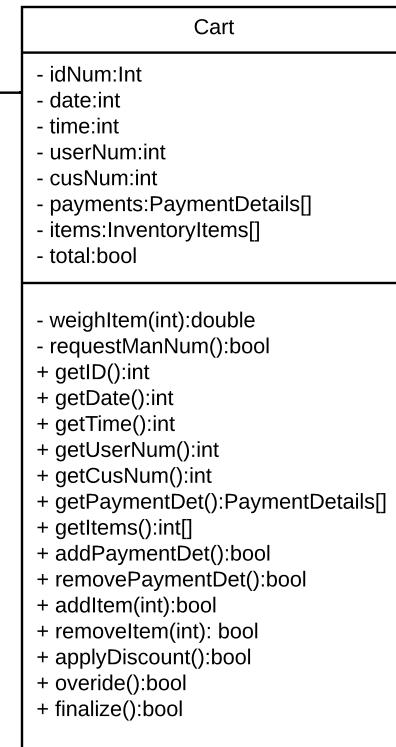 Cart
- idNum:Int
- date:int
- time:int
- userNum:int
- cusNum:int
- payments:PaymentDetails[]
- items:InventoryItems[]
- total:bool
- weighItem(int):double
- requestManNum():bool
+ getID():int
+ getDate():int
+ getTime():int
+ getUserNum():int
+ getCusNum():int
+ getPaymentDet():PaymentDetails[]
+ getItems():int[]
+ addPaymentDet():bool
+ removePaymentDet():bool
+ addItem(int):bool
+ removeItem(int): bool
+ applyDiscount():bool
+ overide():bool
+ finalize():bool